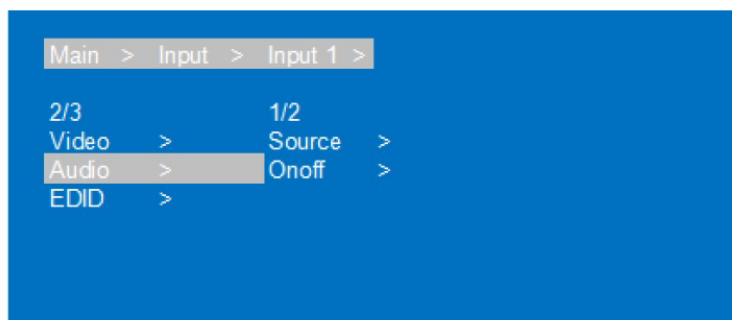 Main > Input > Input 1 >
2/3 1/2
Video > Source >
Audio > Onoff >
EDID >